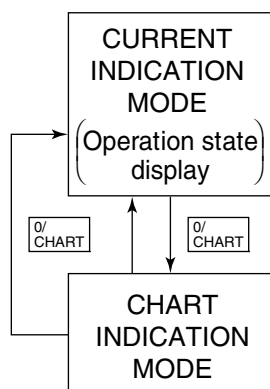 CURRENT
INDICATION
MODE
(Operation state
display)
0/
CHART
0/
CHART
CHART
INDICATION
MODE